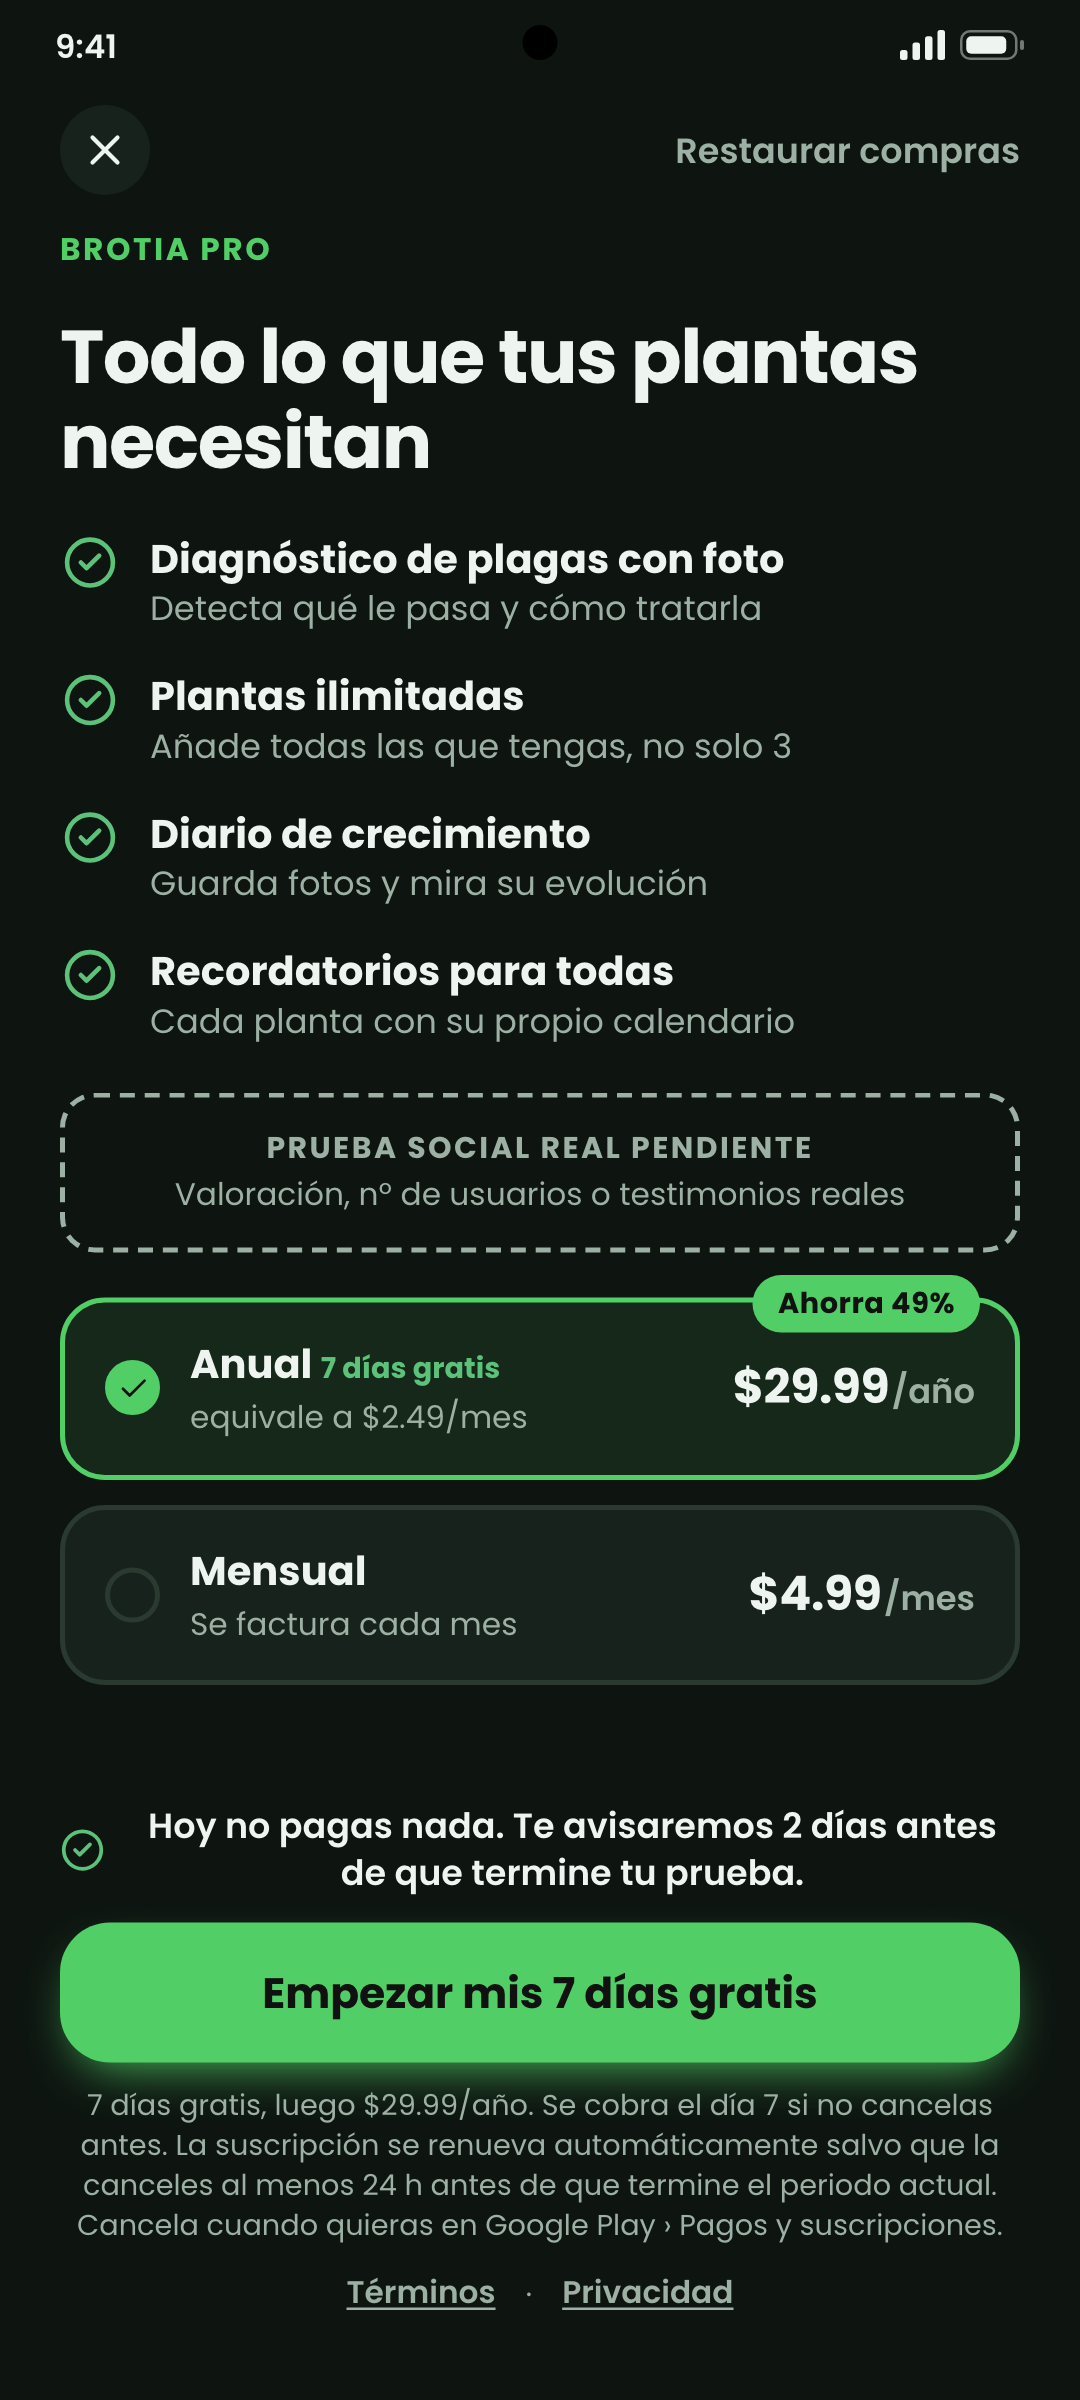 9:41
Restaurar compras
BROTIA PRO
Todo lo que tus plantas
necesitan
Diagnóstico de plagas con foto
Detecta qué le pasa y cómo tratarla
Plantas ilimitadas
Añade todas las que tengas, no solo 3
Diario de crecimiento
Guarda fotos y mira su evolución
Recordatorios para todas
Cada planta con su propio calendario
PRUEBA SOCIAL REAL PENDIENTE
Valoración, nº de usuarios o testimonios reales
Ahorra 49%
Anual 7 días gratis
equivale a $2.49/mes
$29.99/año
Mensual
Se factura cada mes
$4.99/mes
Hoy no pagas nada. Te avisaremos 2 días antes
de que termine tu prueba.
Empezar mis 7 días gratis
7 días gratis, luego $29.99/año. Se cobra el día 7 si no cancelas
antes. La suscripción se renueva automáticamente salvo que la
canceles al menos 24 h antes de que termine el periodo actual.
Cancela cuando quieras en Google Play › Pagos y suscripciones.
Términos · Privacidad